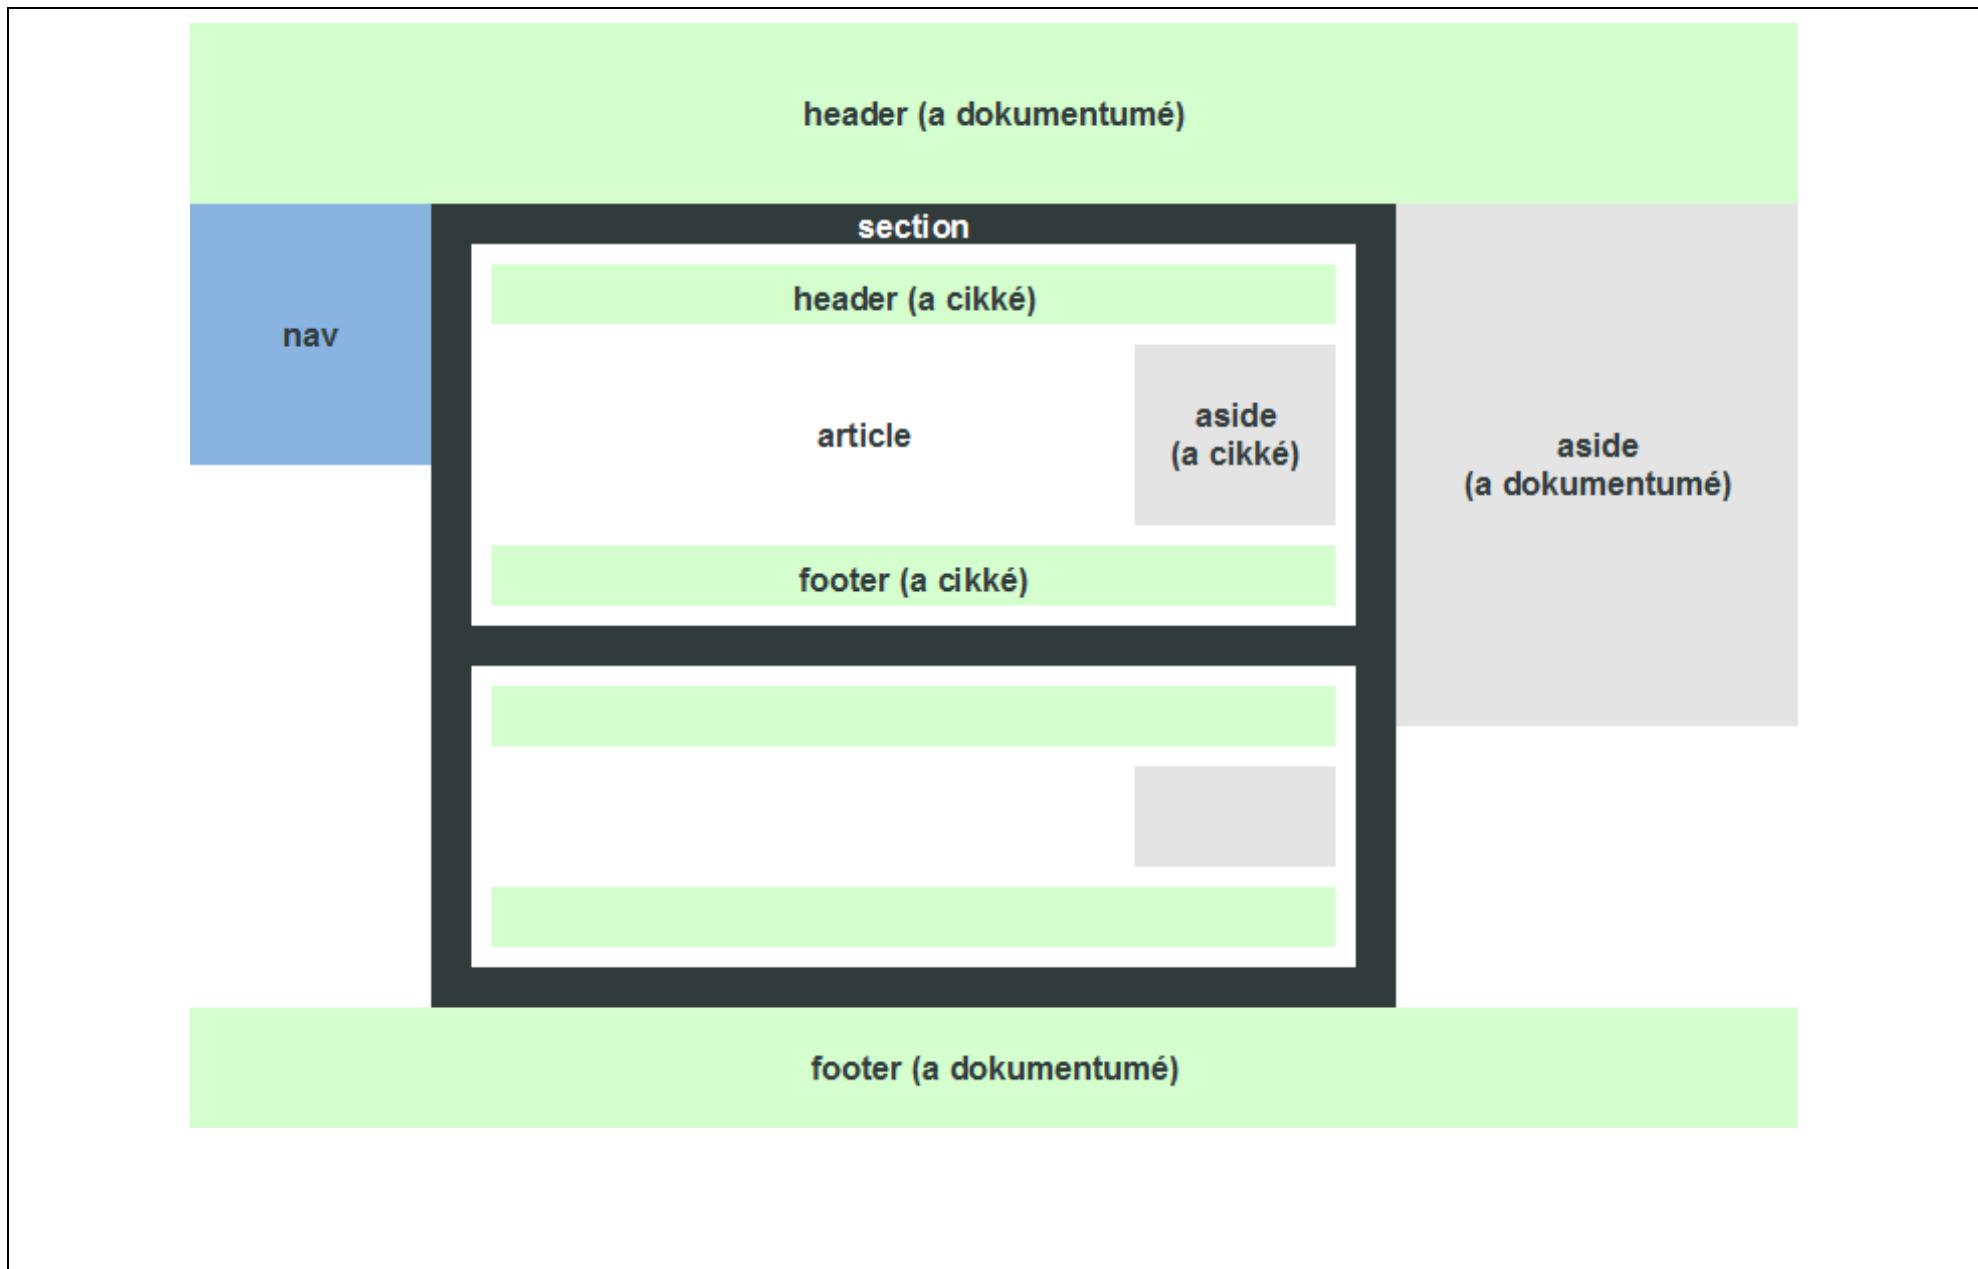 header (a dokumentumé)
section
header (a cikké)
nav
article
aside
(a cikké)
aside
(a dokumentumé)
footer (a cikké)
footer (a dokumentumé)